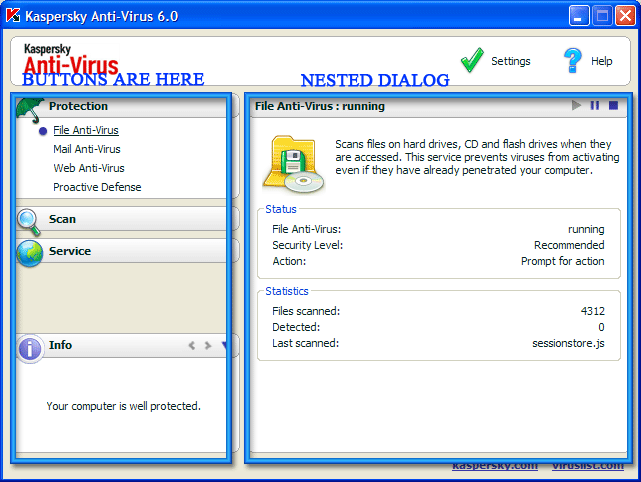 Kaspersky Anti-Virus 6.0
Kaspersky
Anti-Virus
Settings
Help
BUTTONS ARE HERE
NESTED DIALOG
Protection
File Anti-Virus
Mail Anti-Virus
Web Anti-Virus
Proactive Defense
Scan
Service
Info
Your computer is well protected.
File Anti-Virus : running
Scans files on hard drives, CD and flash drives when they
are accessed. This service prevents viruses from activating
even if they have already penetrated your computer.
Status
File Anti-Virus: running
Security Level: Recommended
Action: Prompt for action
Statistics
Files scanned: 4312
Detected: 0
Last scanned: sessionstore.js
kaspersky.com viruslist.com